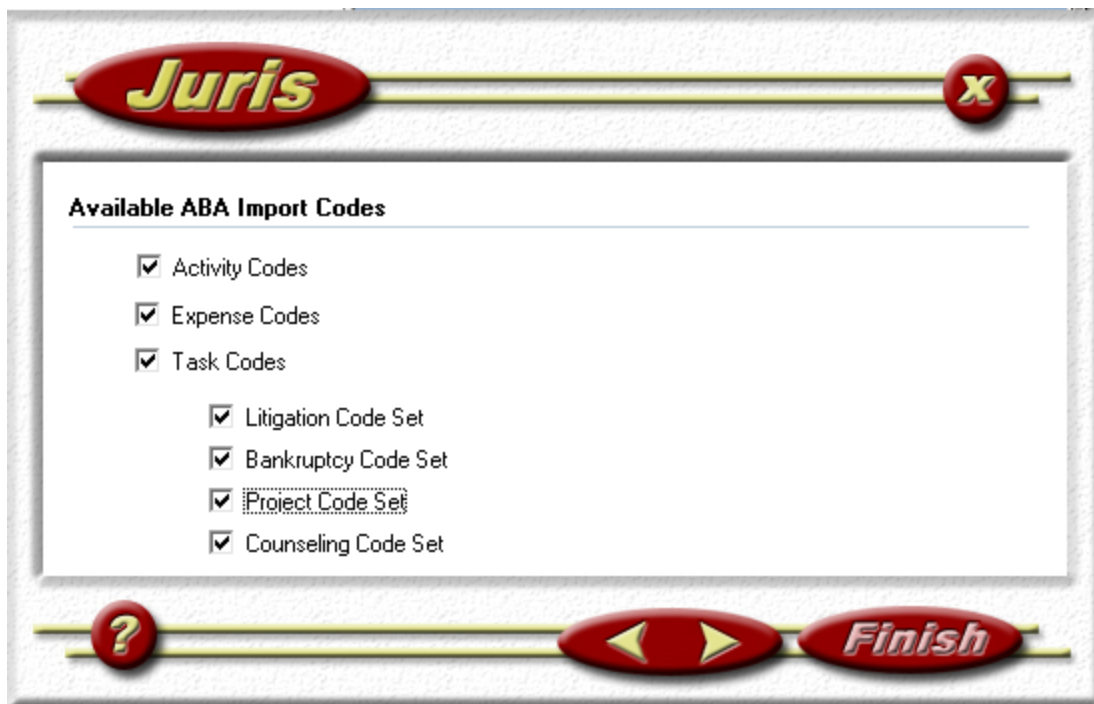 Juris
X
Available ABA Import Codes
Activity Codes
Expense Codes
Task Codes
Litigation Code Set
Bankruptcy Code Set
Project Code Set
Counseling Code Set
?
Finish